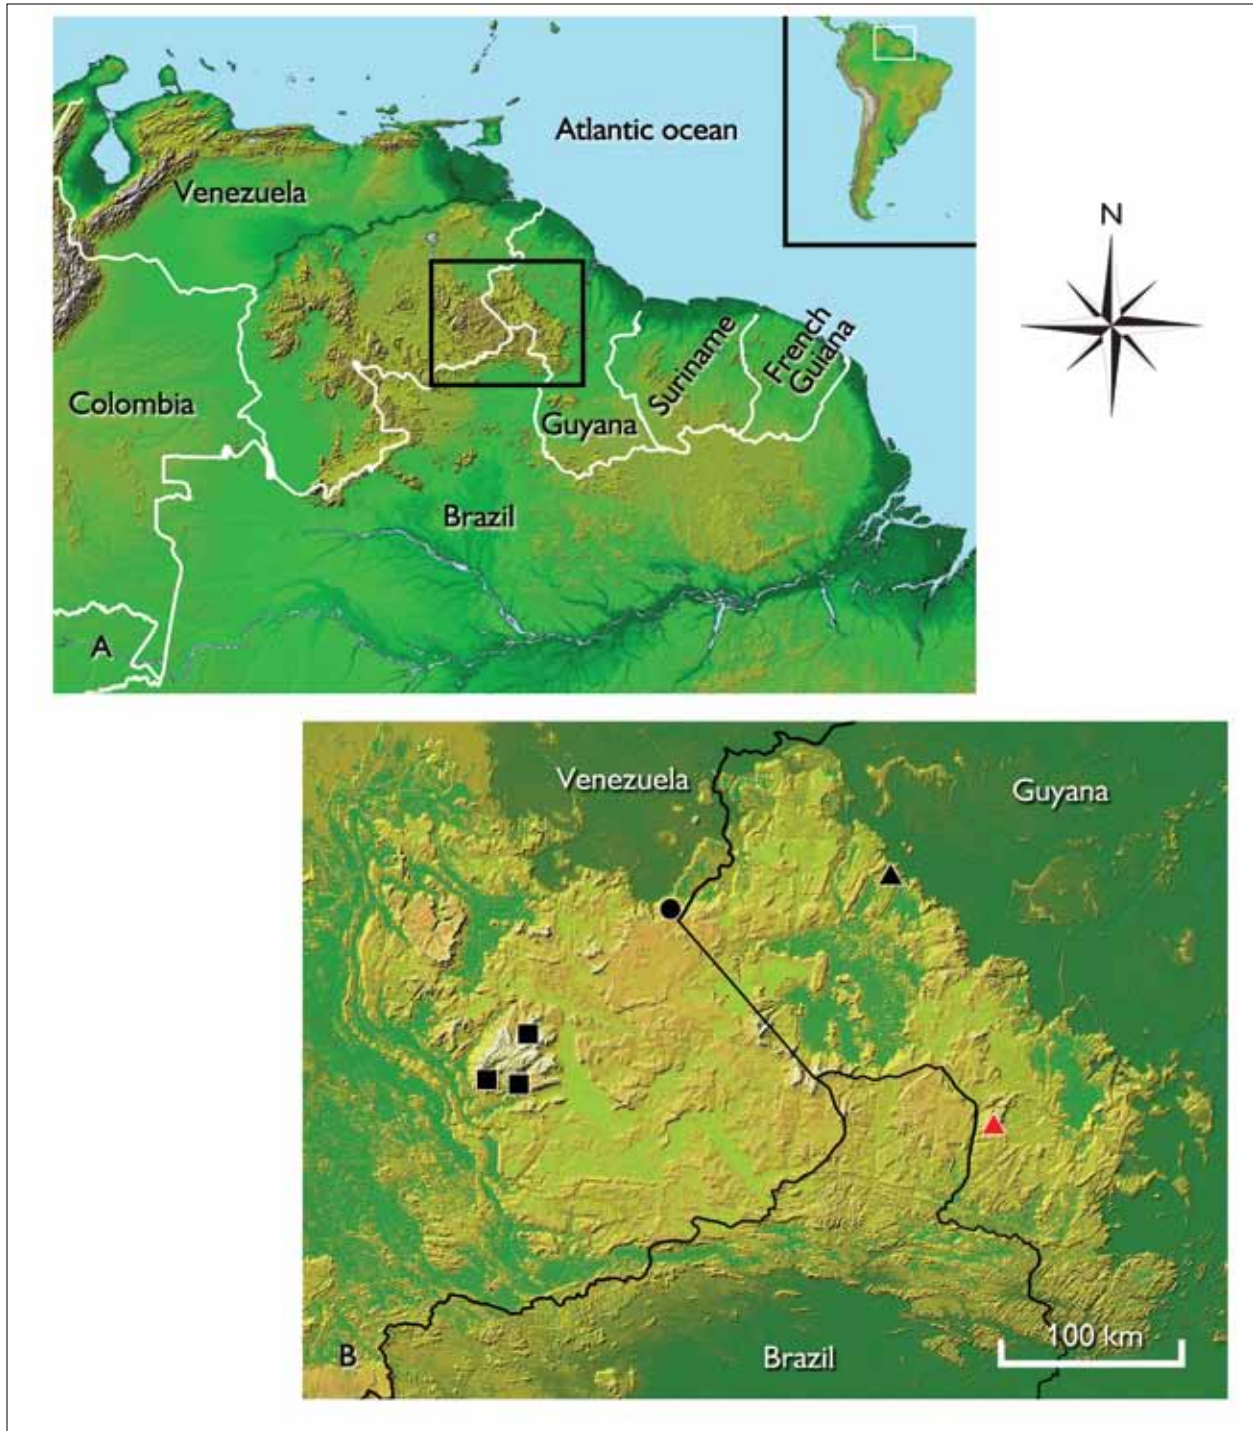 Atlantic ocean
Venezuela
N
Colombia
Guyana
Suriname
French
Guiana
Brazil
A
Venezuela
Guyana
100 km
B
Brazil